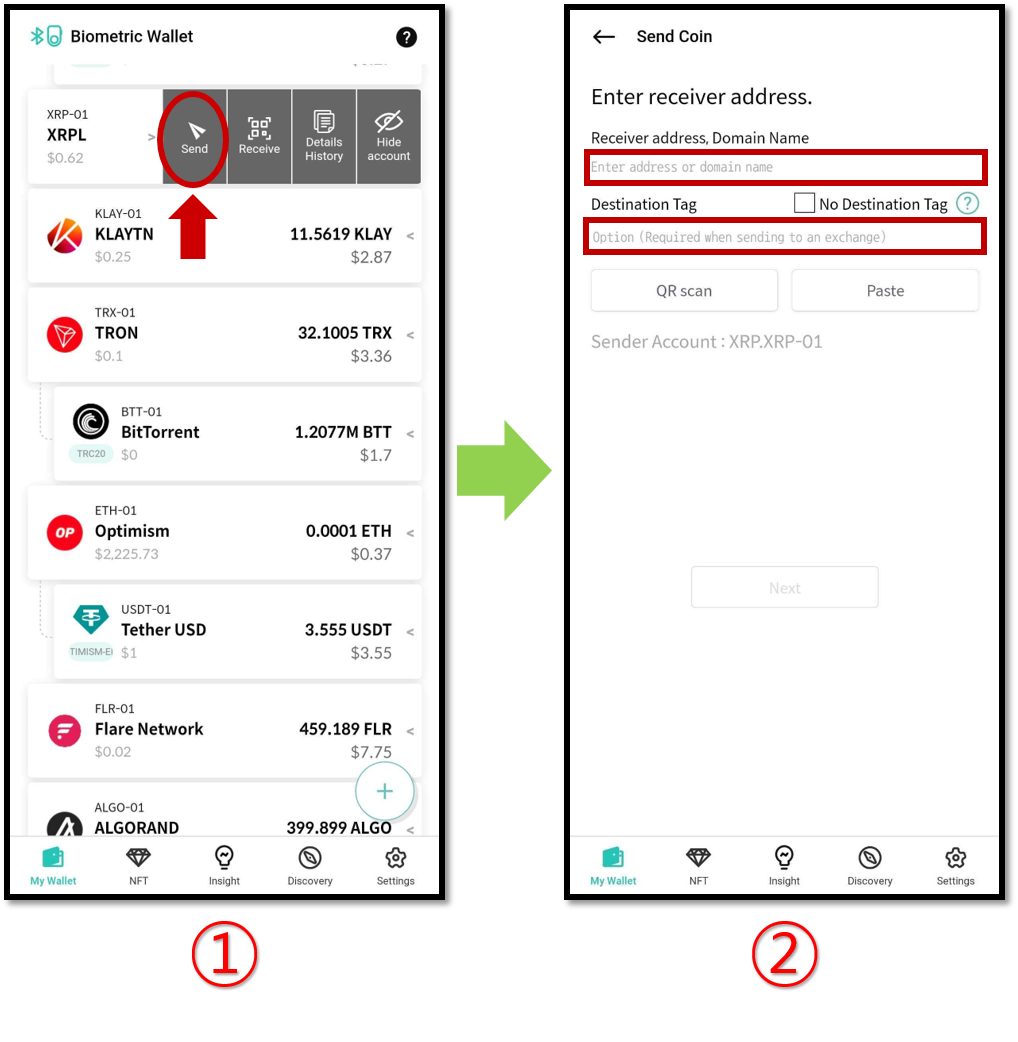 Biometric Wallet
?
XRP-01
XRPL
$0.62
>
Send
Receive
Details
History
Hide
account
KLAY-01
KLAYTN
$0.25
11.5619 KLAY <
$2.87
TRX-01
TRON
$0.1
32.1005 TRX <
$3.36
BTT-01
BitTorrent
TRC20 $0
1.2077M BTT <
$1.7
ETH-01
OP Optimism
$2,225.73
0.0001 ETH <
$0.37
USDT-01
Tether USD
TIMISM-E $1
3.555 USDT <
$3.55
FLR-01
Flare Network
$0.02
459.189 FLR <
$7.75
+
ALGO-01
ALGORAND
399.899 ALGO <
My Wallet NFT Insight Discovery Settings
①
Send Coin
Enter receiver address.
Receiver address, Domain Name
Enter address or domain name
Destination Tag No Destination Tag ?
Option (Required when sending to an exchange)
QR scan Paste
Sender Account : XRP.XRP-01
Next
My Wallet NFT Insight Discovery Settings
②